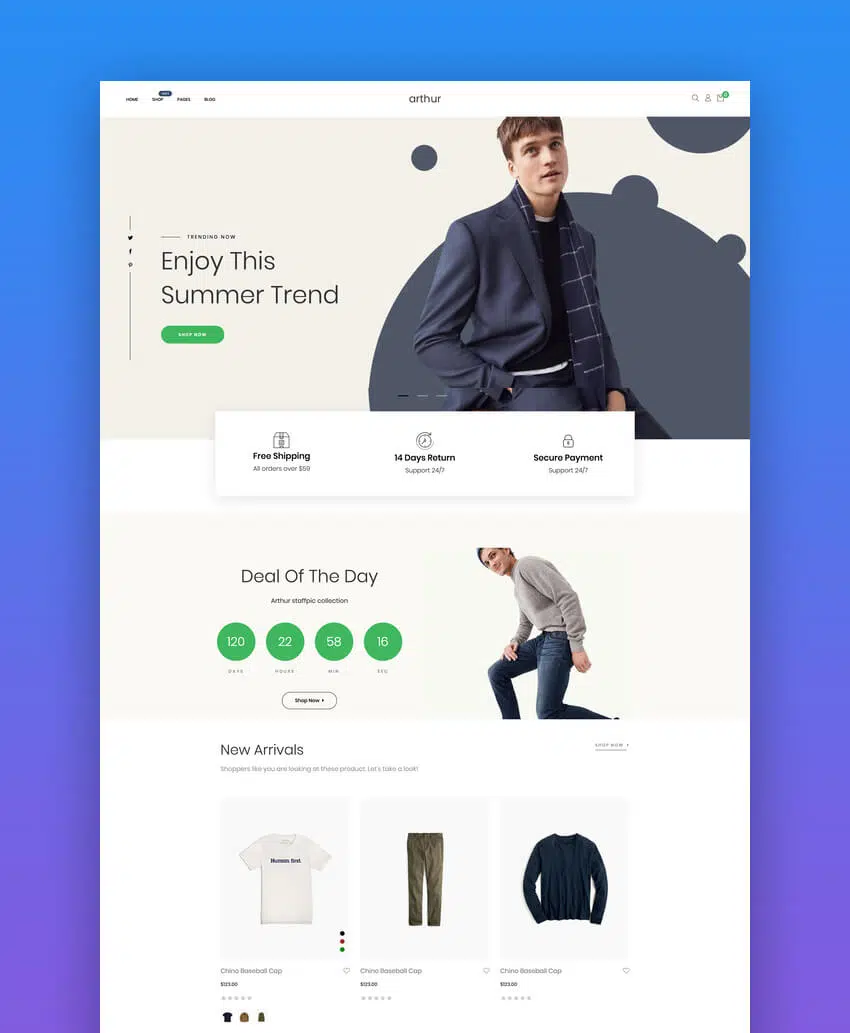 HOME SHOP PAGES BLOG
arthur
0
TRENDING NOW
Enjoy This
Summer Trend
SHOP NOW
Free Shipping
All orders over $59
14 Days Return
Support 24/7
Secure Payment
Support 24/7
Deal Of The Day
Arthur staffpic collection
120 22 58 16
DAYS HOURS MIN SEC
Shop Now
New Arrivals
SHOP NOW
Shoppers like you are looking at these product. Let's take a look!
Human first.
Chino Baseball Cap
$123.00
Chino Baseball Cap
$123.00
Chino Baseball Cap
$123.00